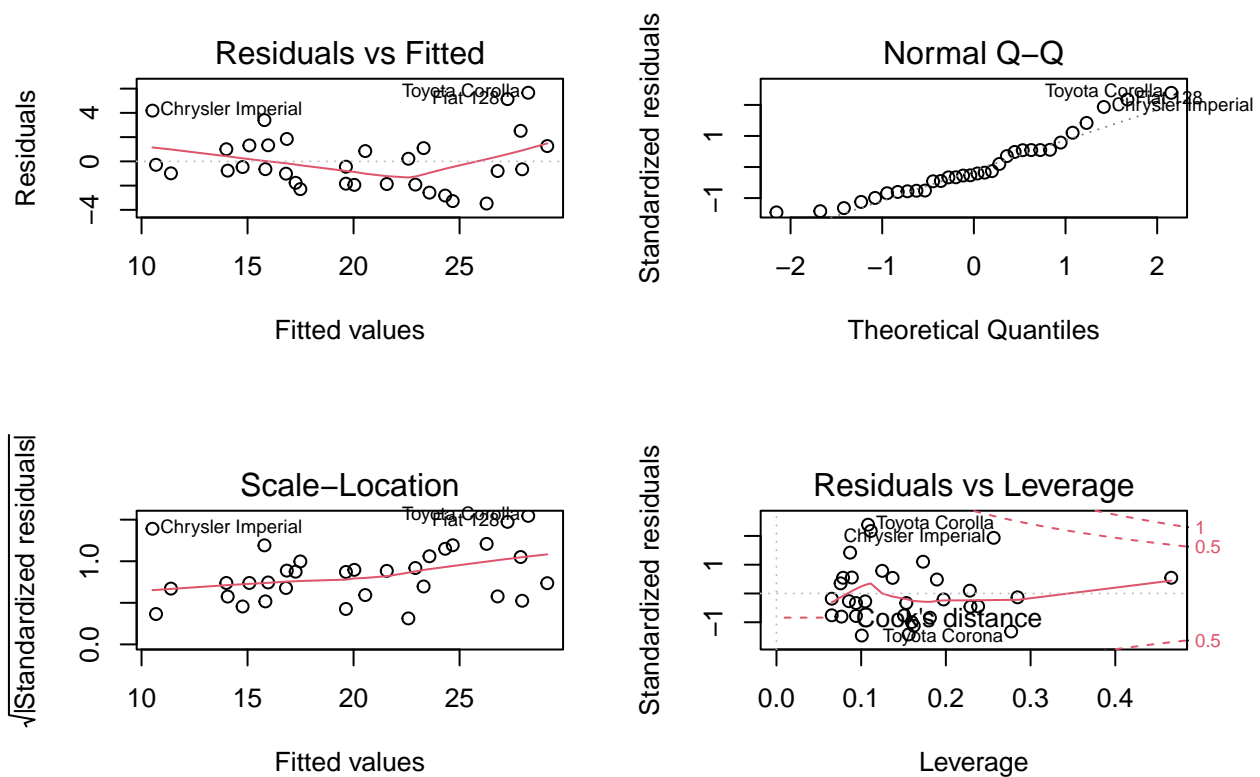 Residuals vs Fitted
Residuals
4
0
−4
Toyota Corolla
Fiat 128
Chrysler Imperial
10
15
20
25
Fitted values
Normal Q−Q
Standardized residuals
1
−1
Toyota Corolla
Fiat 128
Chrysler Imperial
−2
−1
0
1
2
Theoretical Quantiles
Scale−Location
√|Standardized residuals|
1.0
0.0
Toyota Corolla
Fiat 128
Chrysler Imperial
10
15
20
25
Fitted values
Residuals vs Leverage
Standardized residuals
1
−1
Toyota Corolla
Chrysler Imperial
Cook's distance
Toyota Corona
1
0.5
0.5
0.0
0.1
0.2
0.3
0.4
Leverage